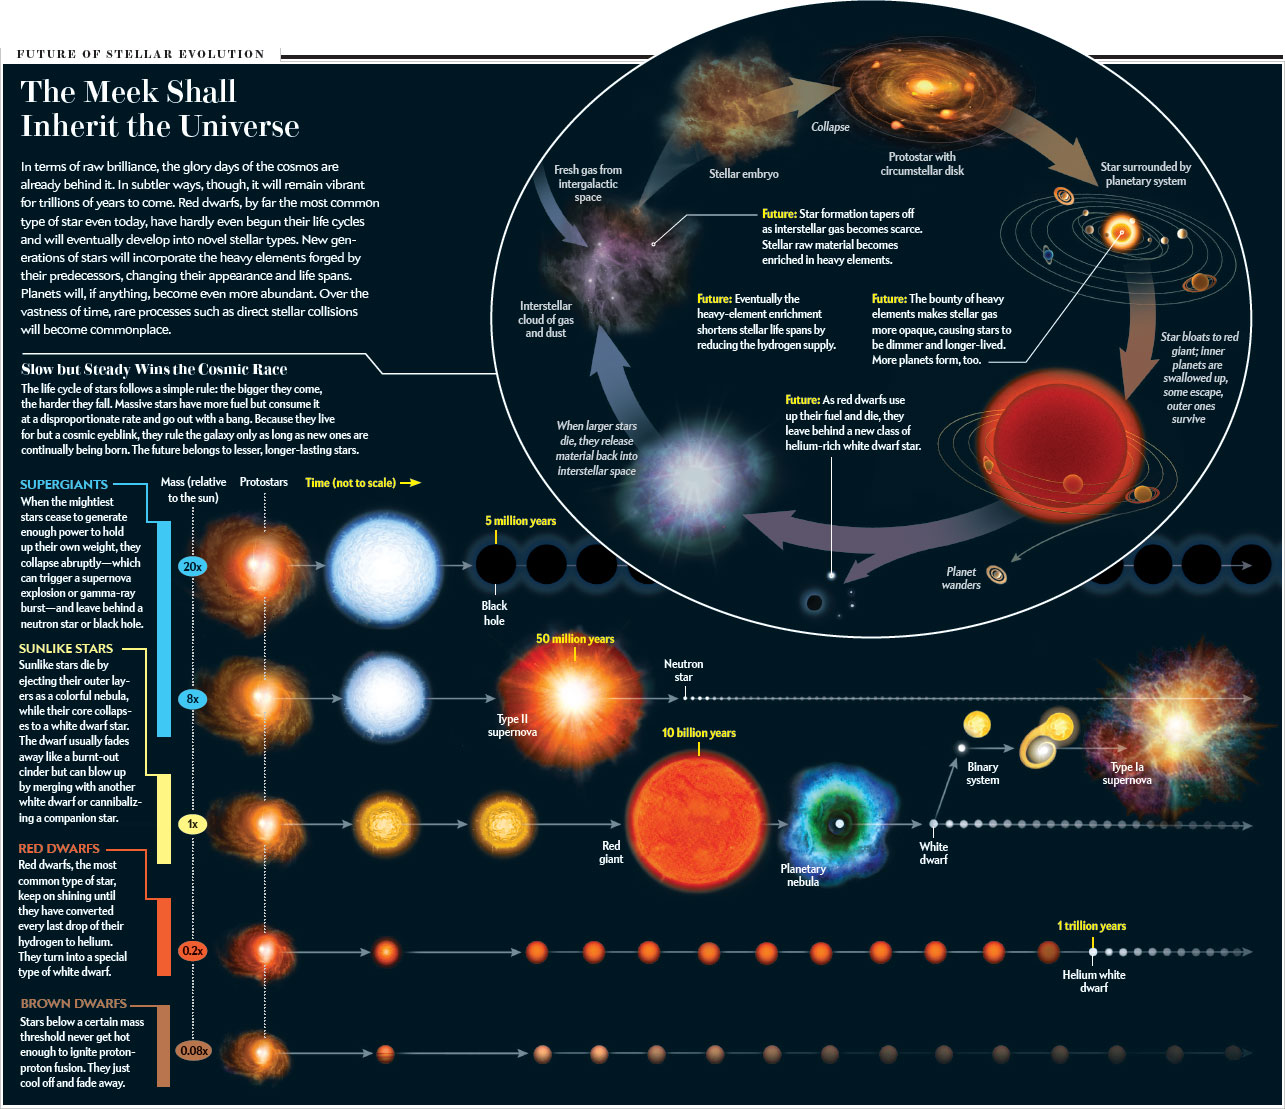 FUTURE OF STELLAR EVOLUTION
The Meek Shall
Inherit the Universe
In terms of raw brilliance, the glory days of the cosmos are
already behind it. In subtler ways, though, it will remain vibrant
for trillions of years to come. Red dwarfs, by far the most common
type of star even today, have hardly even begun their life cycles
and will eventually develop into novel stellar types. New gen-
erations of stars will incorporate the heavy elements forged by
their predecessors, changing their appearance and life spans.
Planets will, if anything, become even more abundant. Over the
vastness of time, rare processes such as direct stellar collisions
will become commonplace.
Slow but Steady Wins the Cosmic Race
The life cycle of stars follows a simple rule: the bigger they come,
the harder they fall. Massive stars have more fuel but consume it
at a disproportionate rate and go out with a bang. Because they live
for but a cosmic eyeblink, they rule the galaxy only as long as new ones are
continually being born. The future belongs to lesser, longer-lasting stars.
Collapse
Stellar embryo
Protostar with
circumstellar disk
Star surrounded by
planetary system
Fresh gas from
intergalactic
space
Future: Star formation tapers off
as interstellar gas becomes scarce.
Stellar raw material becomes
enriched in heavy elements.
Interstellar
cloud of gas
and dust
Future: Eventually the
heavy-element enrichment
shortens stellar life spans by
reducing the hydrogen supply.
Future: The bounty of heavy
elements makes stellar gas
more opaque, causing stars to
be dimmer and longer-lived.
More planets form, too.
Star bloats to red
giant; inner
planets are
swallowed up,
some escape,
outer ones
survive
Future: As red dwarfs use
up their fuel and die, they
leave behind a new class of
helium-rich white dwarf star.
When larger stars
die, they release
material back into
interstellar space
Planet
wanders
SUPERGIANTS
When the mightiest
stars cease to generate
enough power to hold
up their own weight, they
collapse abruptly—which
can trigger a supernova
explosion or gamma-ray
burst—and leave behind a
neutron star or black hole.
SUNLIKE STARS
Sunlike stars die by
ejecting their outer lay-
ers as a colorful nebula,
while their core collaps-
es to a white dwarf star.
The dwarf usually fades
away like a burnt-out
cinder but can blow up
by merging with another
white dwarf or cannibaliz-
ing a companion star.
RED DWARFS
Red dwarfs, the most
common type of star,
keep on shining until
they have converted
every last drop of their
hydrogen to helium.
They turn into a special
type of white dwarf.
BROWN DWARFS
Stars below a certain mass
threshold never get hot
enough to ignite proton-
proton fusion. They just
cool off and fade away.
Mass (relative
to the sun)
Protostars
Time (not to scale)
20x
5 million years
Black
hole
8x
50 million years
Type II
supernova
Neutron
star
1x
10 billion years
Red
giant
Planetary
nebula
White
dwarf
Binary
system
Type Ia
supernova
0.2x
1 trillion years
Helium white
dwarf
0.08x